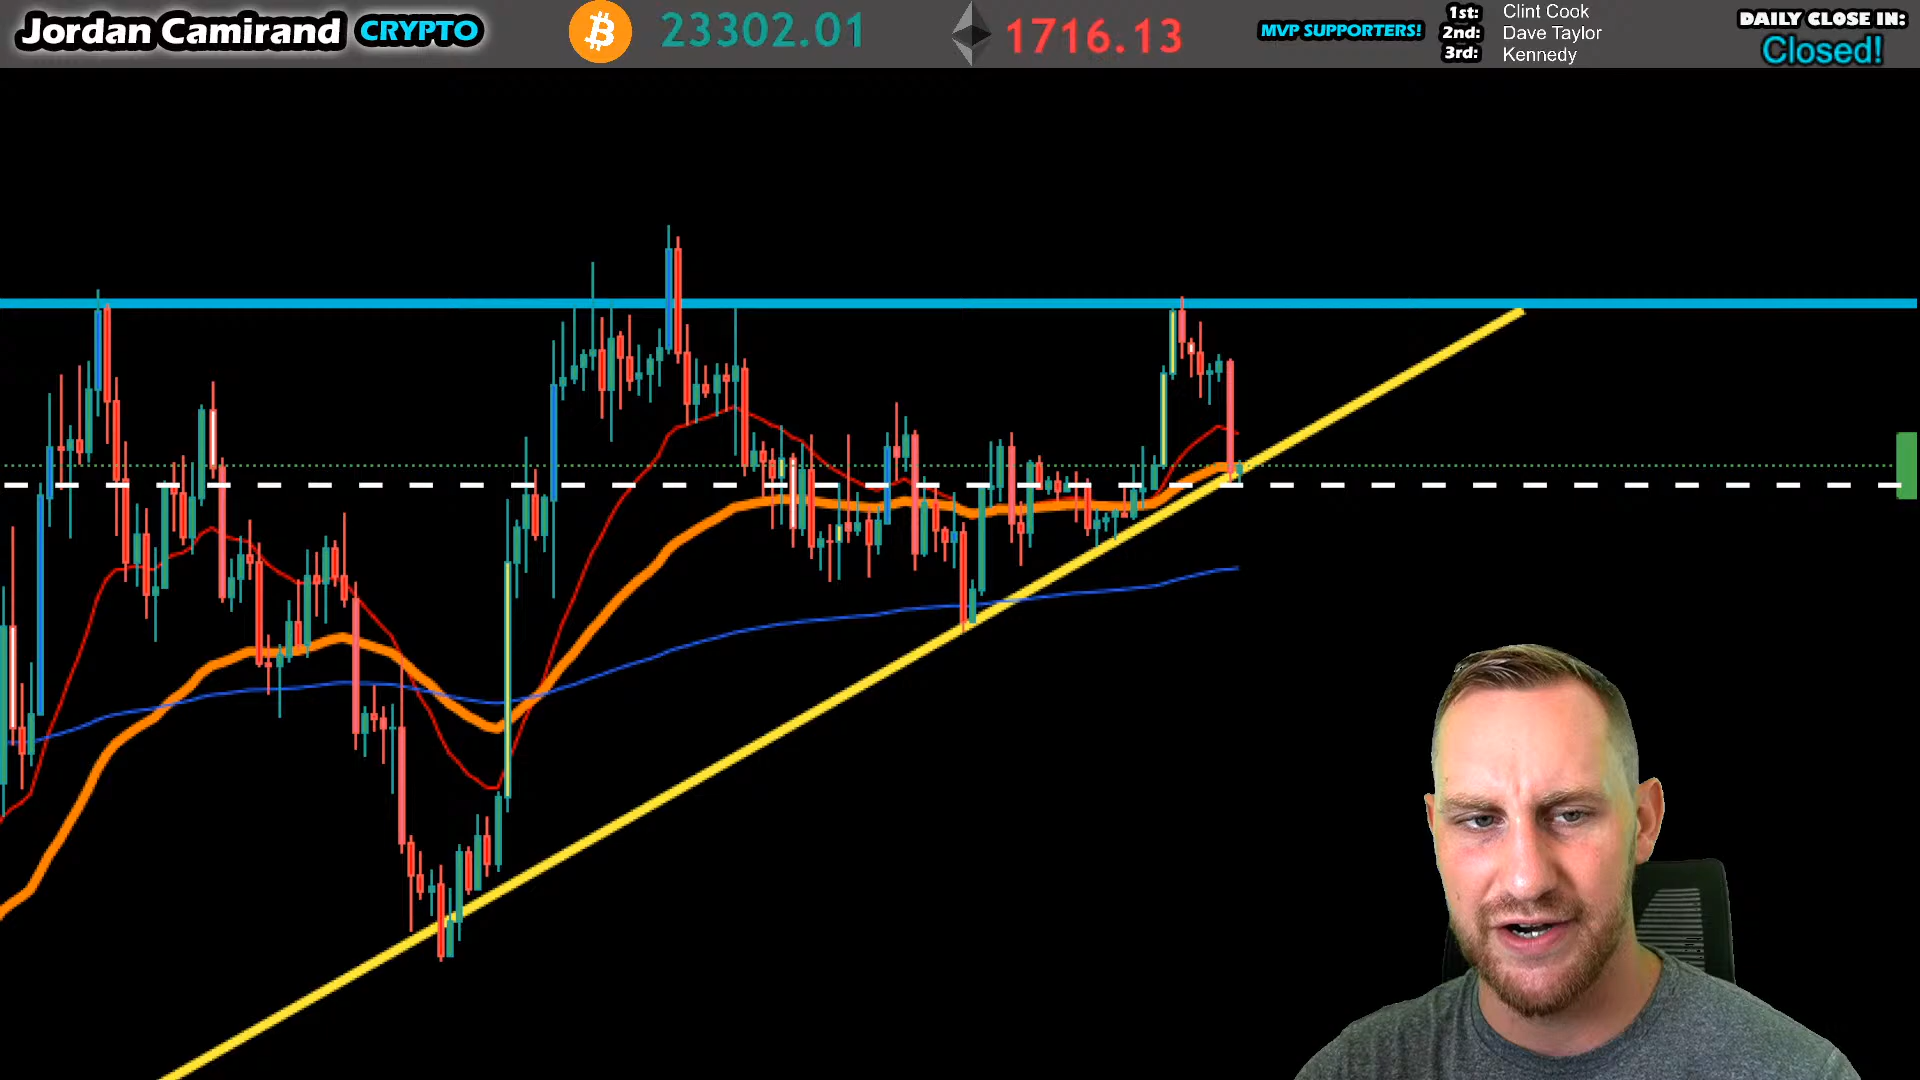 Jordan Camirand CRYPTO
23302.01
1716.13
MVP SUPPORTERS!
1st: Clint Cook
2nd: Dave Taylor
3rd: Kennedy
DAILY CLOSE IN:
Closed!